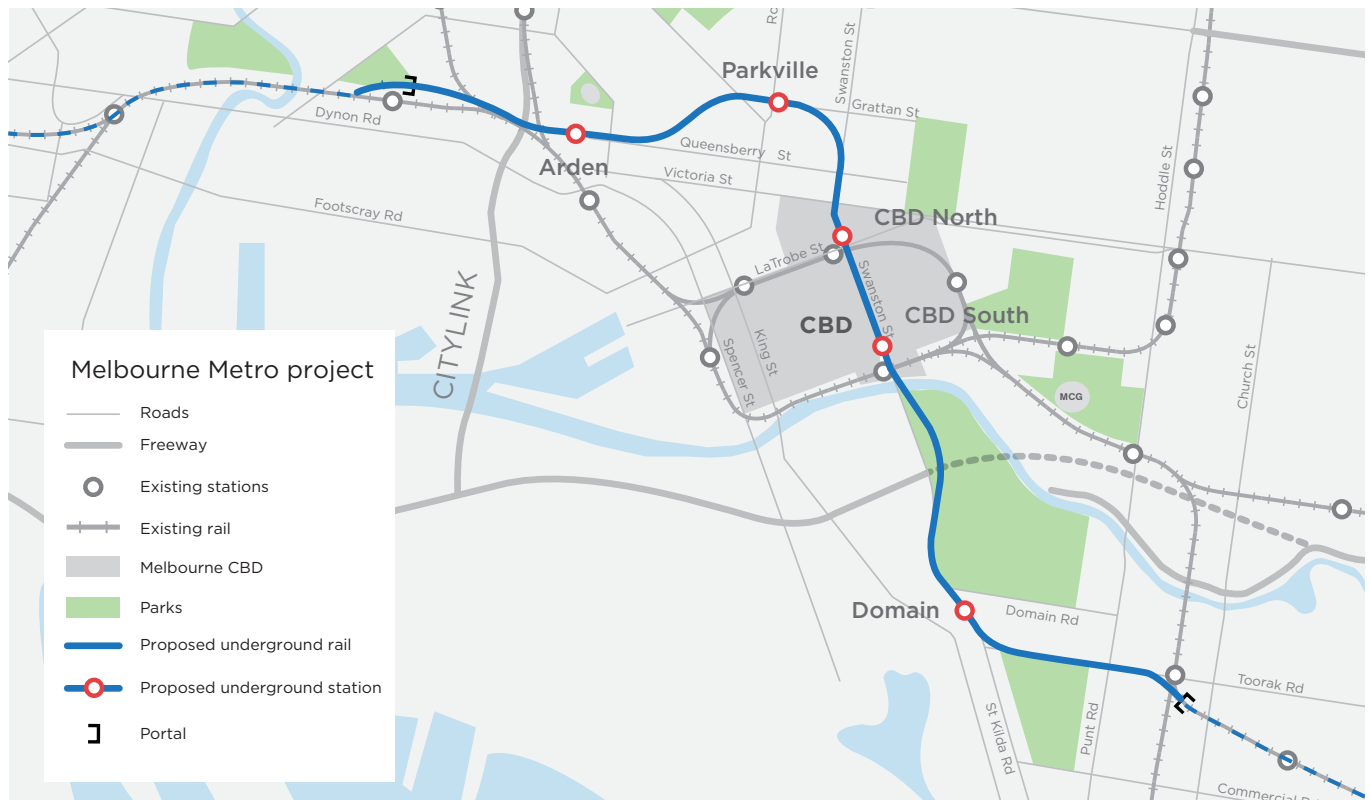 Swanston St
Parkville
Grattan St
Dynon Rd
Queensberry St
Arden
Victoria St
Hoddle St
Footscray Rd
CBD North
LaTrobe St
Swanston St
CITYLINK
CBD
CBD South
King St
Spencer St
Church St
MCG
Melbourne Metro project
Roads
Freeway
Existing stations
Existing rail
Melbourne CBD
Parks
Proposed underground rail
Proposed underground station
Portal
Domain
Domain Rd
Toorak Rd
St Kilda Rd
Punt Rd
Commercial